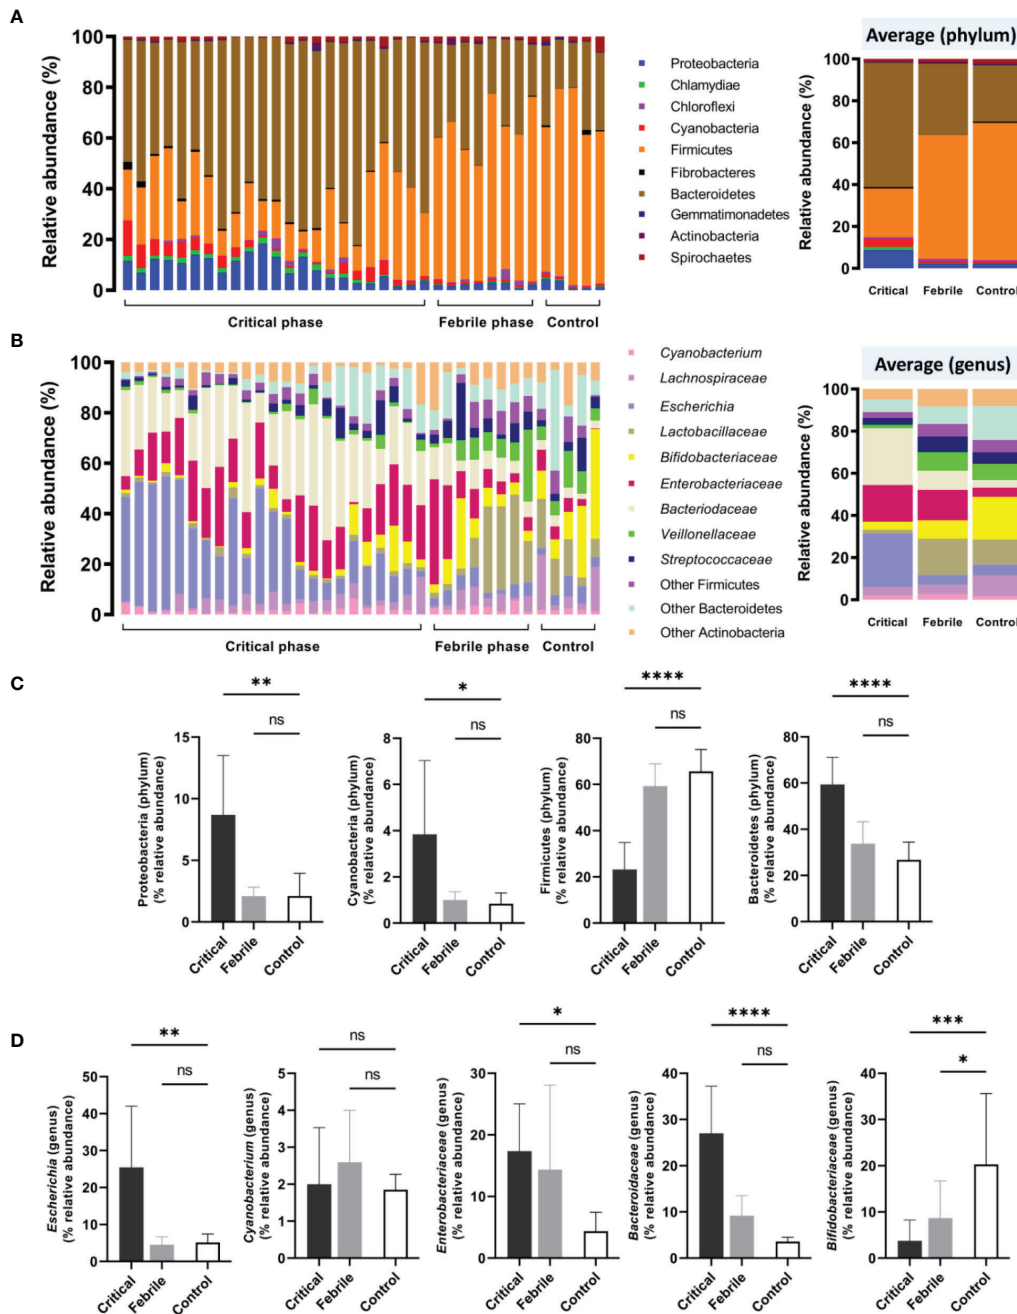 A
Relative abundance (%)
100
80
60
40
20
0
Critical phase
Febrile phase
Control
Proteobacteria
Chlamydiae
Chloroflexi
Cyanobacteria
Firmicutes
Fibrobacteres
Bacteroidetes
Gemmatimonadetes
Actinobacteria
Spirochaetes
Average (phylum)
Relative abundance (%)
100
80
60
40
20
0
Critical
Febrile
Control
B
Relative abundance (%)
100
80
60
40
20
0
Critical phase
Febrile phase
Control
Cyanobacterium
Lachnospiraceae
Escherichia
Lactobacillaceae
Bifidobacteriaceae
Enterobacteriaceae
Bacteriodaceae
Veillonellaceae
Streptococcaceae
Other Firmicutes
Other Bacteroidetes
Other Actinobacteria
Average (genus)
Relative abundance (%)
100
80
60
40
20
0
Critical
Febrile
Control
C
**
ns
Proteobacteria (phylum)
(% relative abundance)
15
10
5
0
Critical
Febrile
Control
*
ns
Cyanobacteria (phylum)
(% relative abundance)
8
6
4
2
0
Critical
Febrile
Control
****
ns
Firmicutes (phylum)
(% relative abundance)
80
60
40
20
0
Critical
Febrile
Control
****
ns
Bacteroidetes (phylum)
(% relative abundance)
80
60
40
20
0
Critical
Febrile
Control
D
**
ns
Escherichia (genus)
(% relative abundance)
50
40
30
20
10
0
Critical
Febrile
Control
ns
ns
Cyanobacterium (genus)
(% relative abundance)
5
4
3
2
1
0
Critical
Febrile
Control
*
ns
Enterobacteriaceae (genus)
(% relative abundance)
30
20
10
0
Critical
Febrile
Control
****
ns
Bacteroidaceae (genus)
(% relative abundance)
40
30
20
10
0
Critical
Febrile
Control
***
*
Bifidobacteriaceae (genus)
(% relative abundance)
40
30
20
10
0
Critical
Febrile
Control